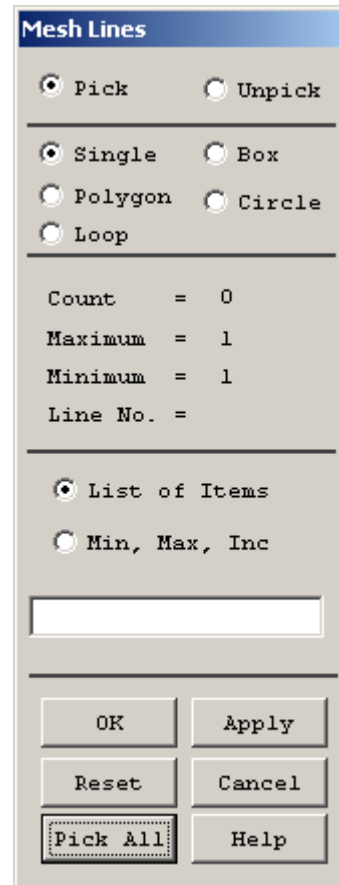 Mesh Lines
Pick Unpick
Single Box
Polygon Circle
Loop
Count = 0
Maximum = 1
Minimum = 1
Line No. =
List of Items
Min, Max, Inc
OK Apply
Reset Cancel
Pick All Help